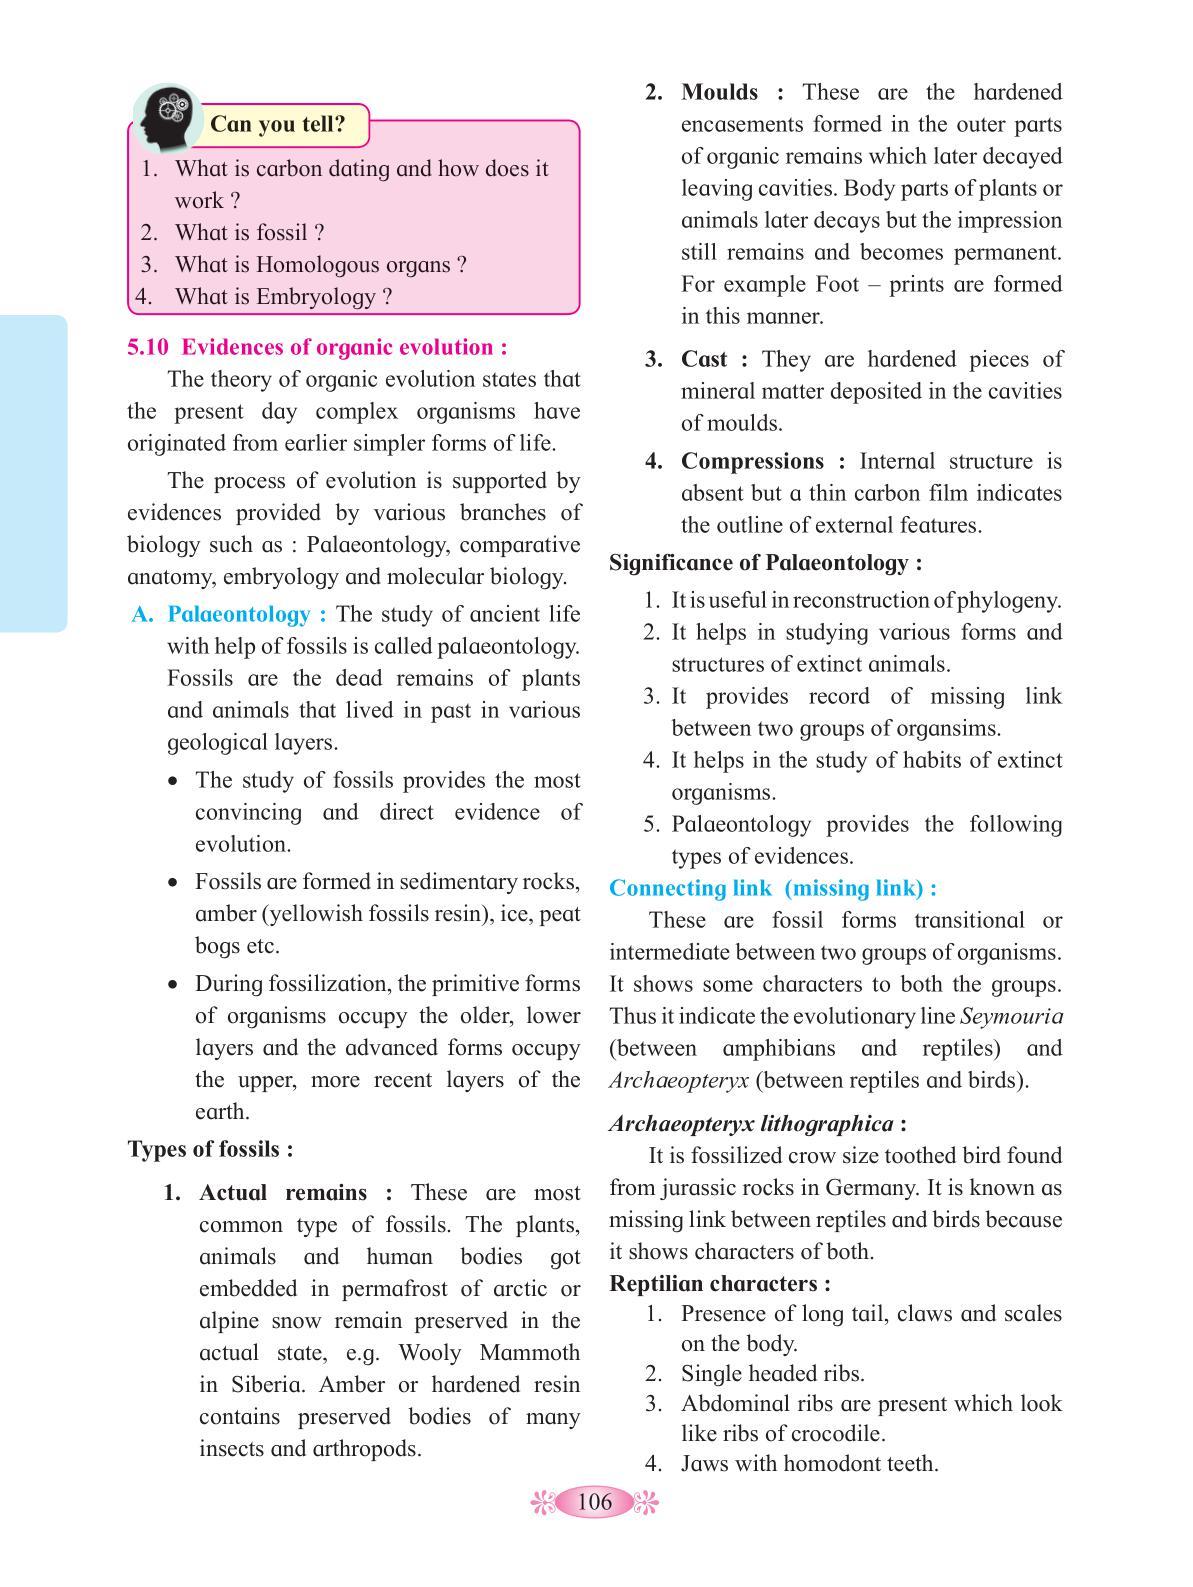 Can you tell?
1. What is carbon dating and how does it
work ?
2. What is fossil ?
3. What is Homologous organs ?
4. What is Embryology ?
5.10 Evidences of organic evolution :
The theory of organic evolution states that
the present day complex organisms have
originated from earlier simpler forms of life.
The process of evolution is supported by
evidences provided by various branches of
biology such as : Palaeontology, comparative
anatomy, embryology and molecular biology.
A. Palaeontology : The study of ancient life
with help of fossils is called palaeontology.
Fossils are the dead remains of plants
and animals that lived in past in various
geological layers.
• The study of fossils provides the most
convincing and direct evidence of
evolution.
• Fossils are formed in sedimentary rocks,
amber (yellowish fossils resin), ice, peat
bogs etc.
• During fossilization, the primitive forms
of organisms occupy the older, lower
layers and the advanced forms occupy
the upper, more recent layers of the
earth.
Types of fossils :
1. Actual remains : These are most
common type of fossils. The plants,
animals and human bodies got
embedded in permafrost of arctic or
alpine snow remain preserved in the
actual state, e.g. Wooly Mammoth
in Siberia. Amber or hardened resin
contains preserved bodies of many
insects and arthropods.
2. Moulds : These are the hardened
encasements formed in the outer parts
of organic remains which later decayed
leaving cavities. Body parts of plants or
animals later decays but the impression
still remains and becomes permanent.
For example Foot – prints are formed
in this manner.
3. Cast : They are hardened pieces of
mineral matter deposited in the cavities
of moulds.
4. Compressions : Internal structure is
absent but a thin carbon film indicates
the outline of external features.
Significance of Palaeontology :
1. It is useful in reconstruction of phylogeny.
2. It helps in studying various forms and
structures of extinct animals.
3. It provides record of missing link
between two groups of organsims.
4. It helps in the study of habits of extinct
organisms.
5. Palaeontology provides the following
types of evidences.
Connecting link (missing link) :
These are fossil forms transitional or
intermediate between two groups of organisms.
It shows some characters to both the groups.
Thus it indicate the evolutionary line Seymouria
(between amphibians and reptiles) and
Archaeopteryx (between reptiles and birds).
Archaeopteryx lithographica :
It is fossilized crow size toothed bird found
from jurassic rocks in Germany. It is known as
missing link between reptiles and birds because
it shows characters of both.
Reptilian characters :
1. Presence of long tail, claws and scales
on the body.
2. Single headed ribs.
3. Abdominal ribs are present which look
like ribs of crocodile.
4. Jaws with homodont teeth.
106